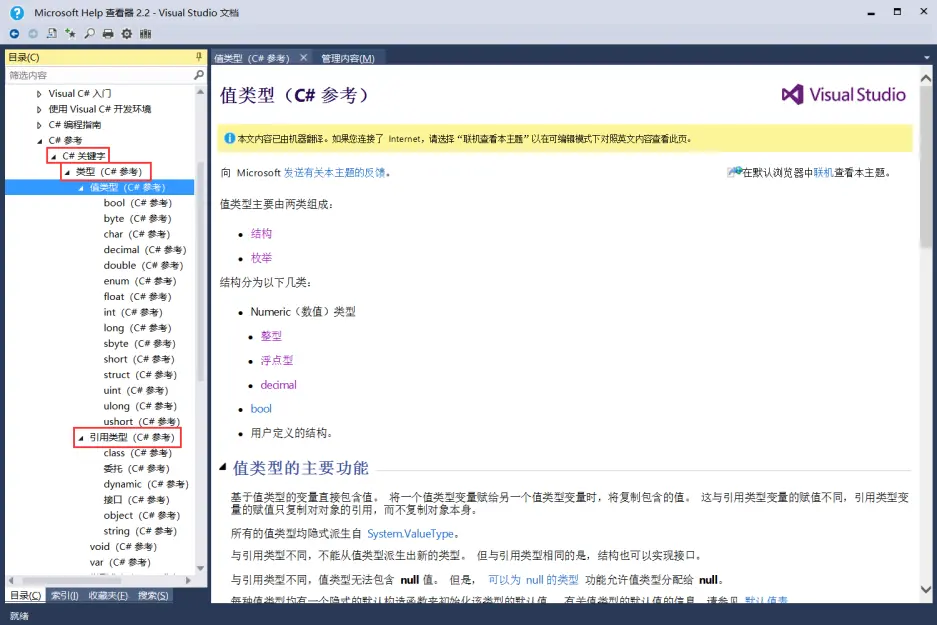 Microsoft Help 查看器 2.2 - Visual Studio 文档
目录(C)
筛选内容
Visual C# 入门
使用 Visual C# 开发环境
C# 编程指南
C# 参考
C# 关键字
类型 (C# 参考)
值类型 (C# 参考)
bool (C# 参考)
byte (C# 参考)
char (C# 参考)
decimal (C# 参考)
double (C# 参考)
enum (C# 参考)
float (C# 参考)
int (C# 参考)
long (C# 参考)
sbyte (C# 参考)
short (C# 参考)
struct (C# 参考)
uint (C# 参考)
ulong (C# 参考)
ushort (C# 参考)
引用类型 (C# 参考)
class (C# 参考)
委托 (C# 参考)
dynamic (C# 参考)
接口 (C# 参考)
object (C# 参考)
string (C# 参考)
void (C# 参考)
var (C# 参考)
目录(C) 索引(I) 收藏夹(F) 搜索(S)
就绪
值类型 (C# 参考) 管理内容(M)
值类型（C# 参考）
Visual Studio
本文内容已由机器翻译。如果您连接了 Internet，请选择“联机查看本主题”以在可编辑模式下对照英文内容查看此页。
向 Microsoft 发送有关本主题的反馈。
在默认浏览器中联机查看本主题。
值类型主要由两类组成：
结构
枚举
结构分为以下几类：
Numeric（数值）类型
整型
浮点型
decimal
bool
用户定义的结构。
值类型的主要功能
基于值类型的变量直接包含值。 将一个值类型变量赋给另一个值类型变量时，将复制包含的值。 这与引用类型变量的赋值不同，引用类型变
量的赋值只复制对对象的引用，而不复制对象本身。
所有的值类型均隐式派生自 System.ValueType。
与引用类型不同，不能从值类型派生出新的类型。 但与引用类型相同的是，结构也可以实现接口。
与引用类型不同，值类型无法包含 null 值。 但是， 可以为 null 的类型 功能允许值类型分配给 null。
每种值类型均有一个隐式的默认构造函数来初始化该类型的默认值。 有关值类型的默认值的信息，请参见 默认值表